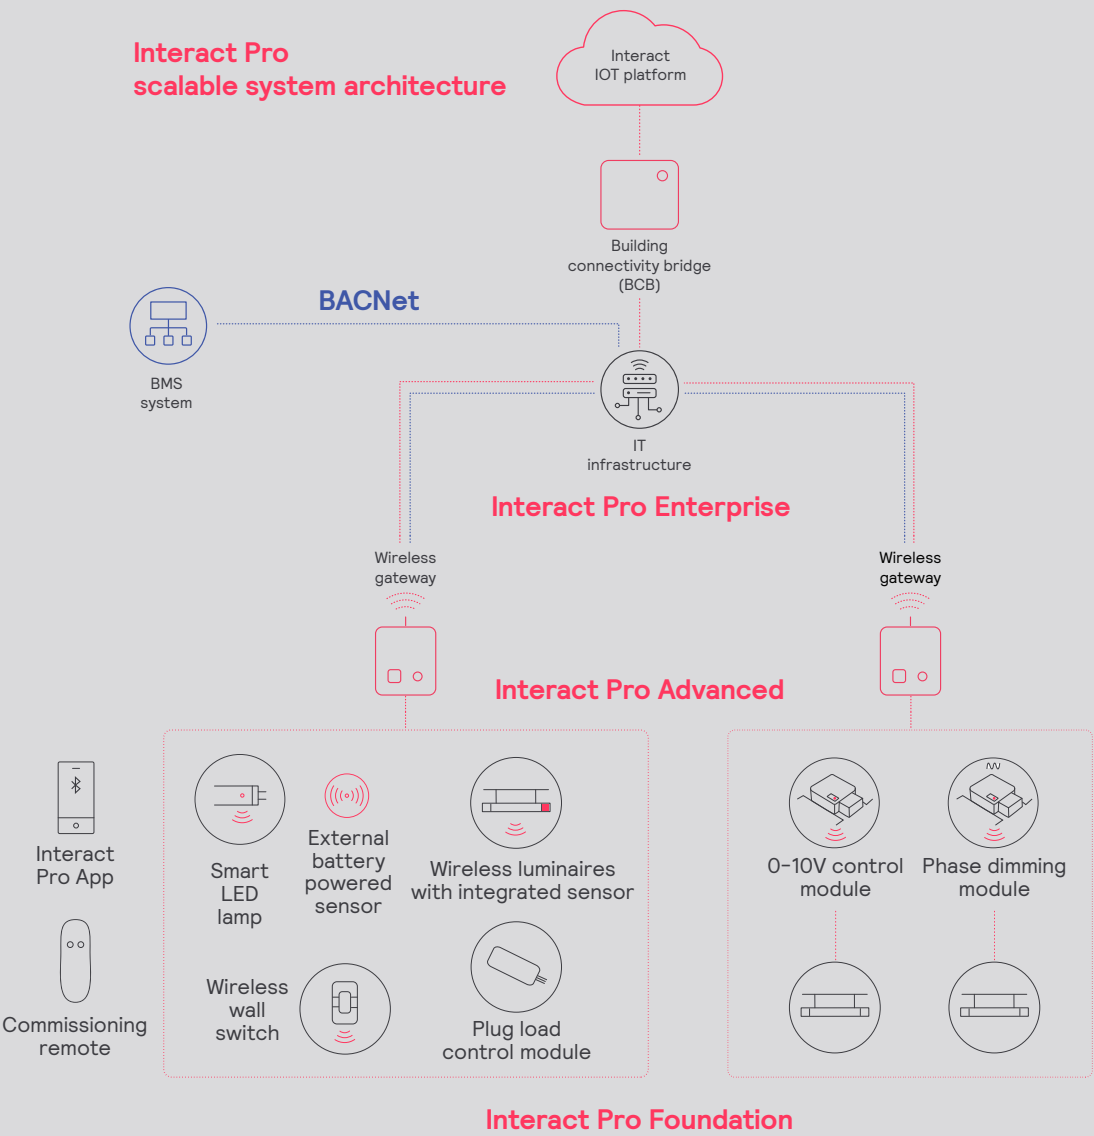 Interact Pro
scalable system architecture
Interact
IOT platform
Building
connectivity bridge
(BCB)
BACNet
BMS
system
IT
infrastructure
Interact Pro Enterprise
Wireless
gateway
Wireless
gateway
Interact Pro Advanced
Interact
Pro App
Smart
LED
lamp
External
battery
powered
sensor
Wireless luminaires
with integrated sensor
0-10V control
module
Phase dimming
module
Commissioning
remote
Wireless
wall
switch
Plug load
control module
Interact Pro Foundation